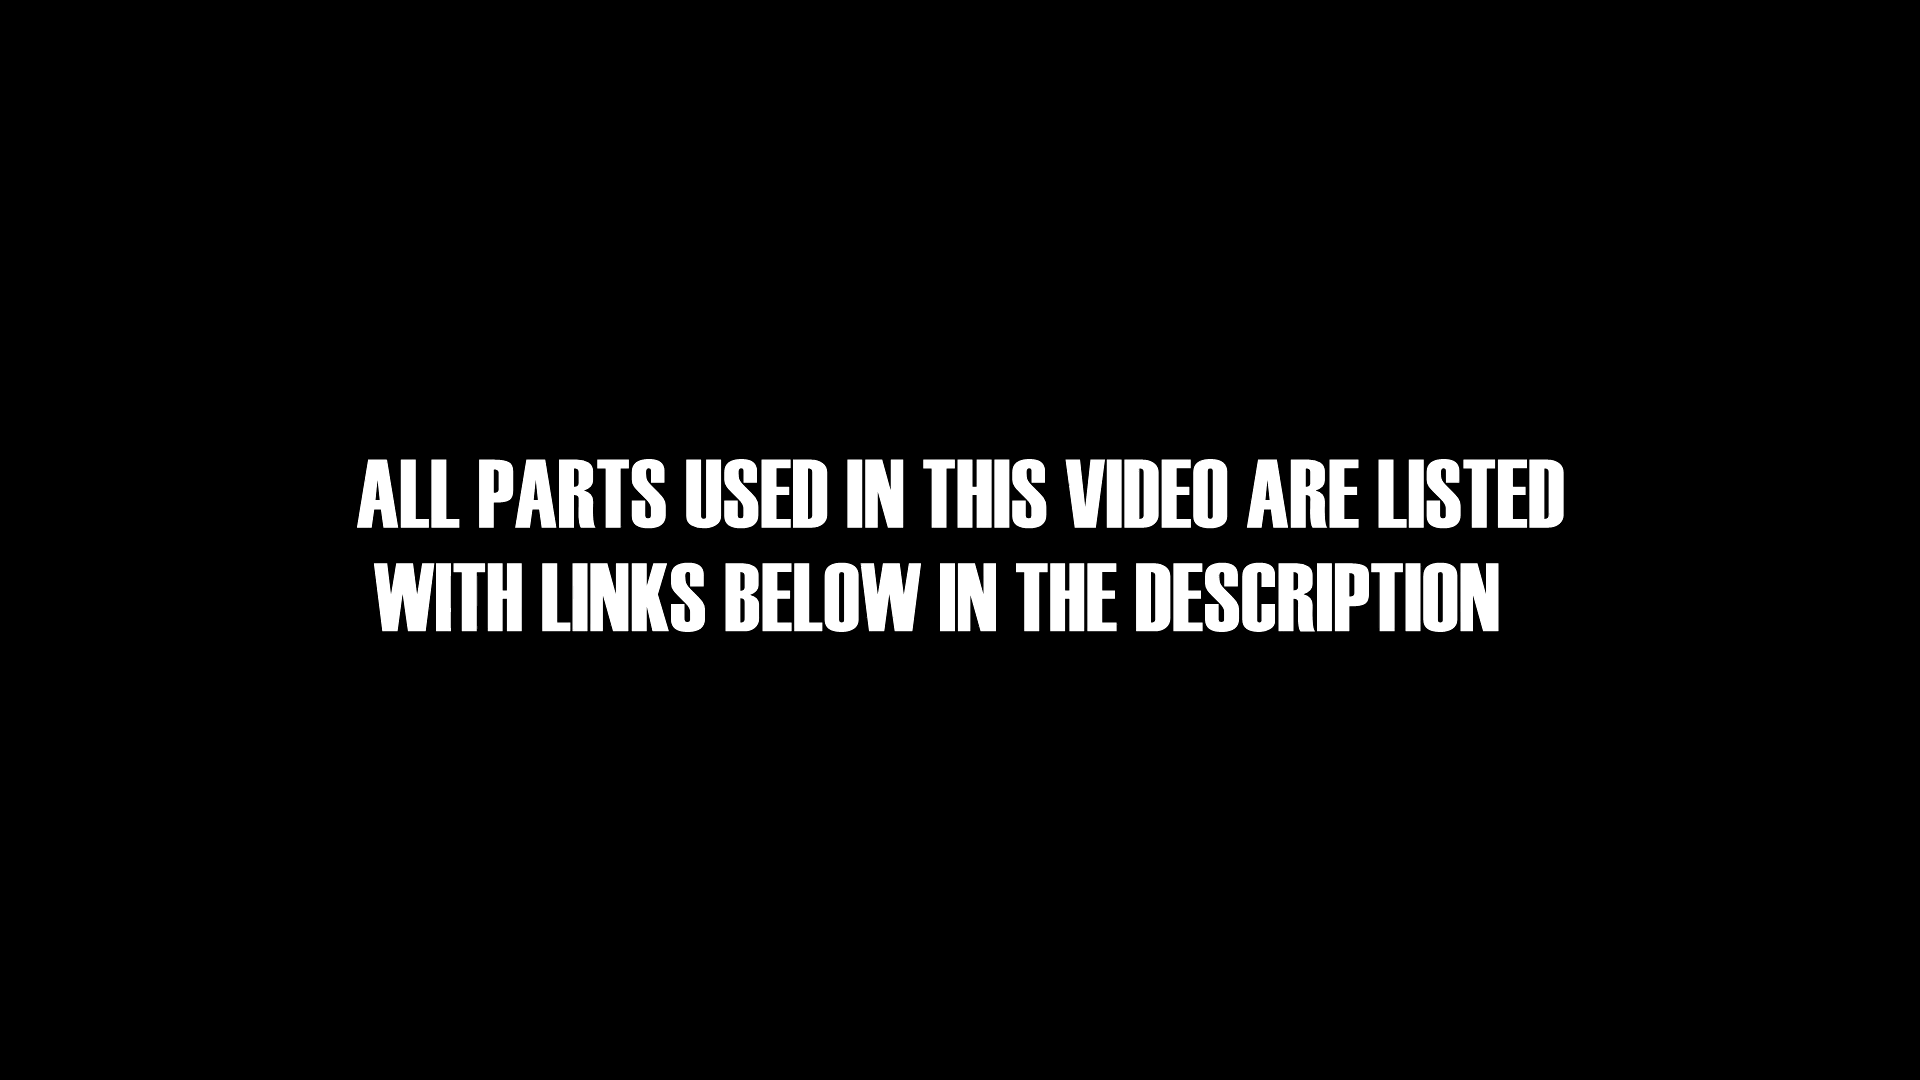 ALL PARTS USED IN THIS VIDEO ARE LISTED
WITH LINKS BELOW IN THE DESCRIPTION